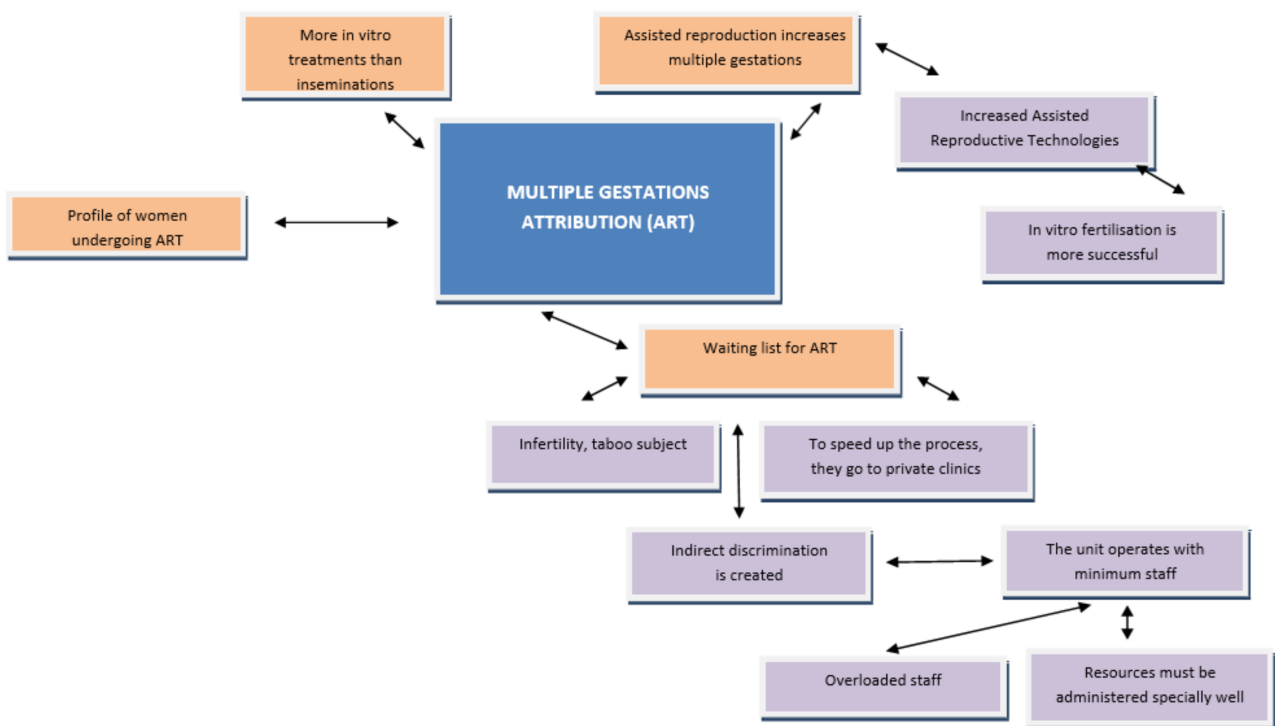 More in vitro
treatments than
inseminations
Assisted reproduction increases
multiple gestations
Increased Assisted
Reproductive Technologies
MULTIPLE GESTATIONS
ATTRIBUTION (ART)
Profile of women
undergoing ART
In vitro fertilisation is
more successful
Waiting list for ART
Infertility, taboo subject
To speed up the process,
they go to private clinics
Indirect discrimination
is created
The unit operates with
minimum staff
Overloaded staff
Resources must be
administered specially well